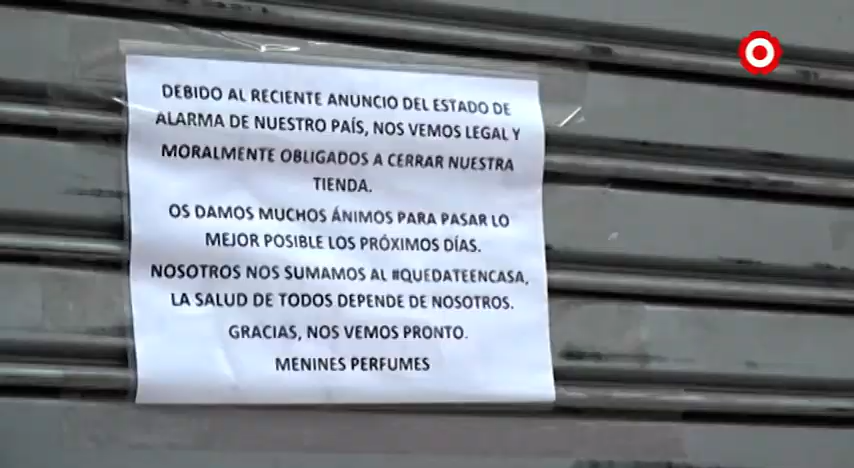 DEBIDO AL RECIENTE ANUNCIO DEL ESTADO DE
ALARMA DE NUESTRO PAÍS, NOS VEMOS LEGAL Y
MORALMENTE OBLIGADOS A CERRAR NUESTRA
TIENDA.
OS DAMOS MUCHOS ÁNIMOS PARA PASAR LO
MEJOR POSIBLE LOS PRÓXIMOS DÍAS.
NOSOTROS NOS SUMAMOS AL #QUEDATEENCASA,
LA SALUD DE TODOS DEPENDE DE NOSOTROS.
GRACIAS, NOS VEMOS PRONTO.
MENINES PERFUMES